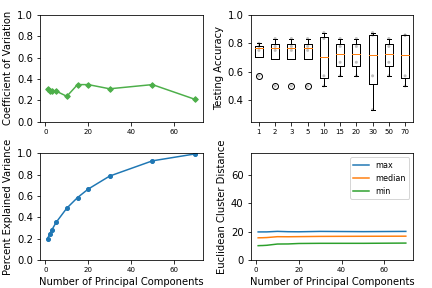 Coefficient of Variation
1.0
0.8
0.6
0.4
0.2
0.0
0 20 40 60
Testing Accuracy
1.0
0.8
0.6
0.4
1 2 3 5 10 15 20 30 50 70
Percent Explained Variance
1.0
0.8
0.6
0.4
0.2
0.0
0 20 40 60
Number of Principal Components
Euclidean Cluster Distance
60
40
20
0
max
median
min
0 20 40 60
Number of Principal Components